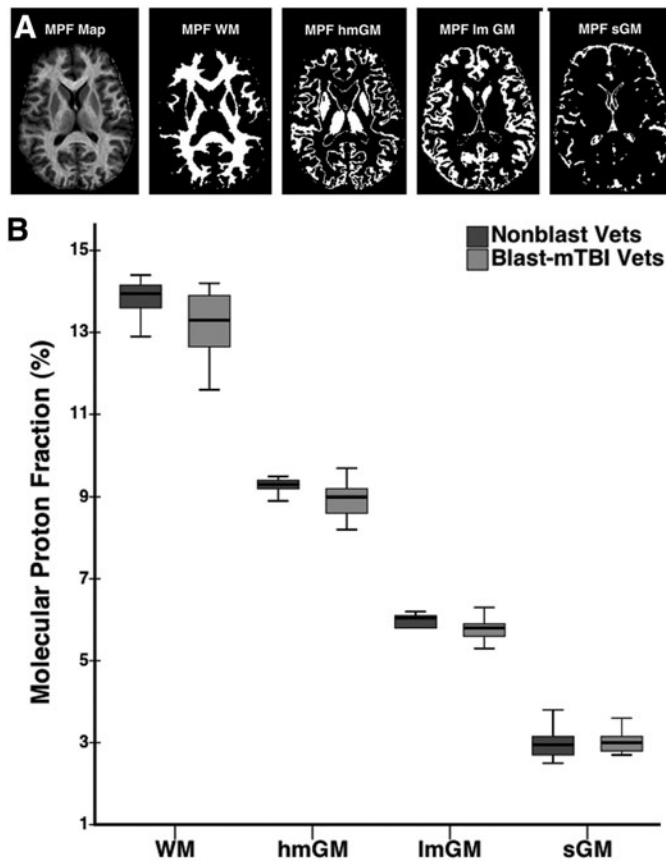 A
MPF Map
MPF WM
MPF hmGM
MPF lm GM
MPF sGM
B
Nonblast Vets
Blast-mTBI Vets
Molecular Proton Fraction (%)
15
13
11
9
7
5
3
1
WM
hmGM
lmGM
sGM